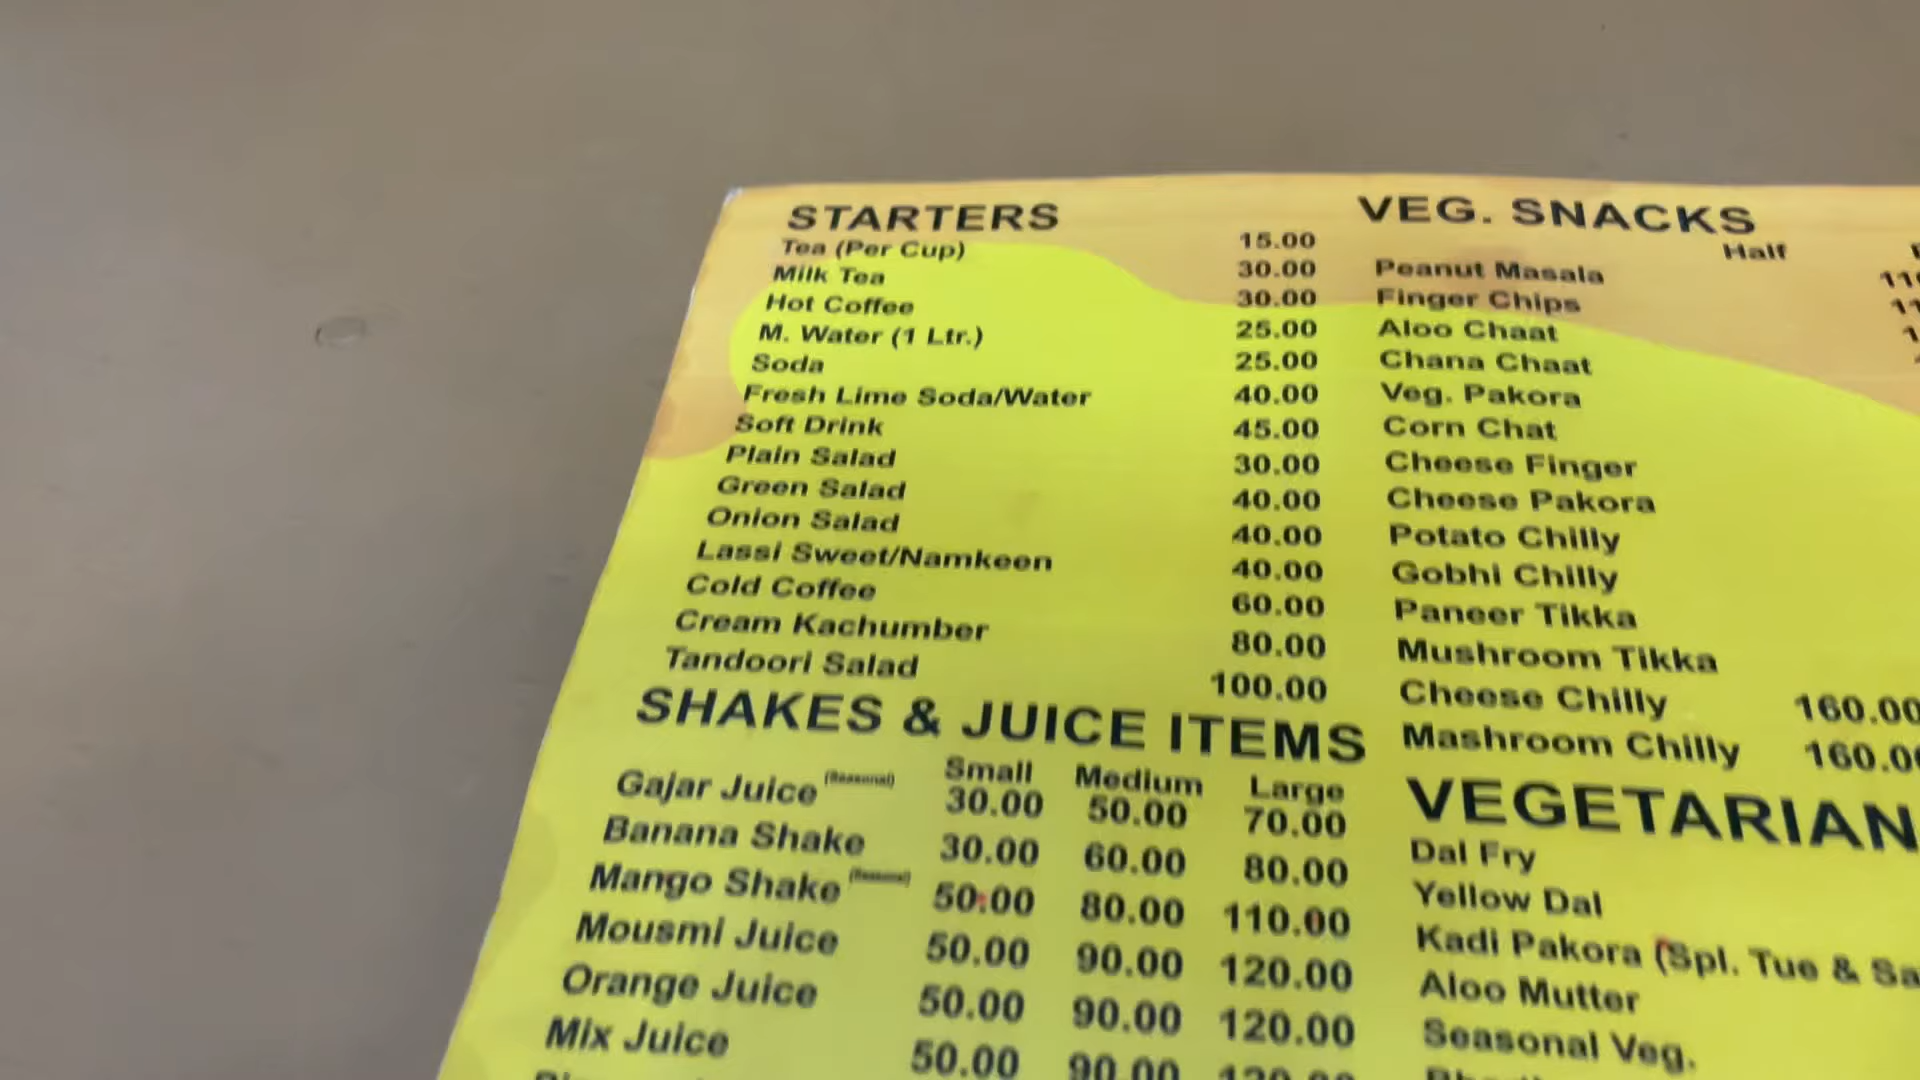 STARTERS
Tea (Per Cup) 15.00
Milk Tea 30.00
Hot Coffee 30.00
M. Water (1 Ltr.) 25.00
Soda 25.00
Fresh Lime Soda/Water 40.00
Soft Drink 45.00
Plain Salad 30.00
Green Salad 40.00
Onion Salad 40.00
Lassi Sweet/Namkeen 40.00
Cold Coffee 60.00
Cream Kachumber 80.00
Tandoori Salad 100.00
SHAKES & JUICE ITEMS
Small Medium Large
Gajar Juice (Seasonal) 30.00 50.00 70.00
Banana Shake 30.00 60.00 80.00
Mango Shake (Seasonal) 50.00 80.00 110.00
Mousmi Juice 50.00 90.00 120.00
Orange Juice 50.00 90.00 120.00
Mix Juice 50.00 90.00 120.00
VEG. SNACKS
Half
Peanut Masala
Finger Chips
Aloo Chaat
Chana Chaat
Veg. Pakora
Corn Chat
Cheese Finger
Cheese Pakora
Potato Chilly
Gobhi Chilly
Paneer Tikka
Mushroom Tikka
Cheese Chilly 160.00
Mashroom Chilly 160.00
VEGETARIAN
Dal Fry
Yellow Dal
Kadi Pakora (Spl. Tue & Sa
Aloo Mutter
Seasonal Veg.